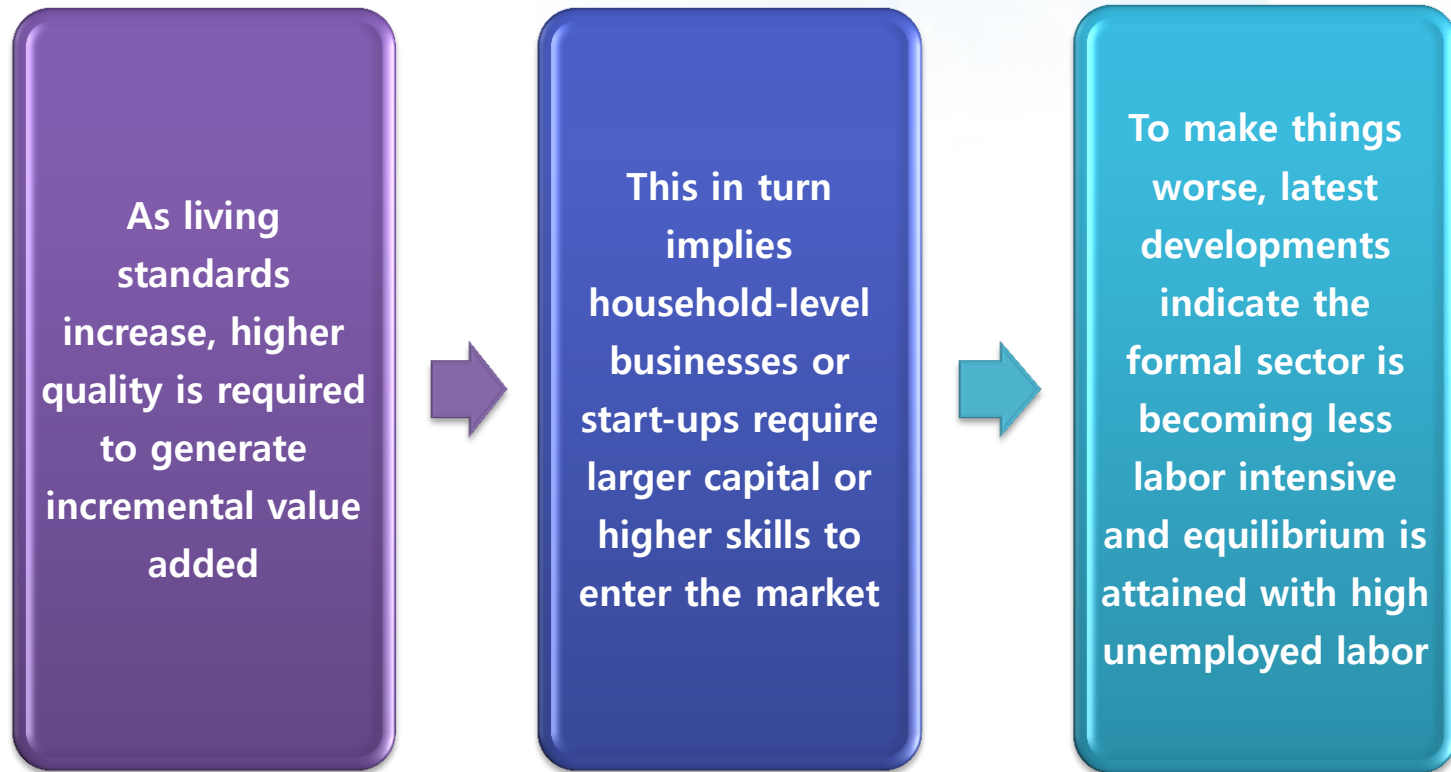 As living
standards
increase, higher
quality is required
to generate
incremental value
added
This in turn
implies
household-level
businesses or
start-ups require
larger capital or
higher skills to
enter the market
To make things
worse, latest
developments
indicate the
formal sector is
becoming less
labor intensive
and equilibrium is
attained with high
unemployed labor